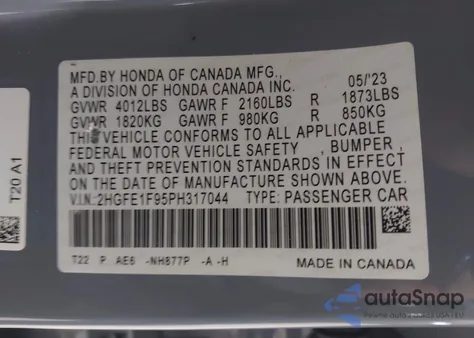 MFD.BY HONDA OF CANADA MFG.,
A DIVISION OF HONDA CANADA INC. 05/'23
GVWR 4012LBS GAWR F 2160LBS R 1873LBS
GVWR 1820KG GAWR F 980KG R 850KG
THIS VEHICLE CONFORMS TO ALL APPLICABLE
FEDERAL MOTOR VEHICLE SAFETY , BUMPER ,
AND THEFT PREVENTION STANDARDS IN EFFECT
ON THE DATE OF MANUFACTURE SHOWN ABOVE.
V.I.N:2HGFE1F95PH317044 TYPE: PASSENGER CAR
T22 P AE6 -NH877P -A -H
MADE IN CANADA
T20 A1
autoSnap